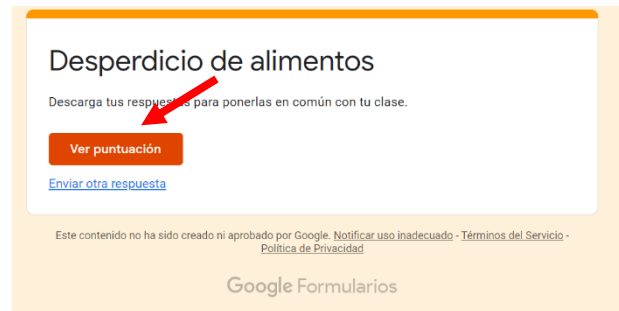 Desperdicio de alimentos
Descarga tus respuestas para ponerlas en común con tu clase.
Ver puntuación
Enviar otra respuesta
Este contenido no ha sido creado ni aprobado por Google. Notificar uso inadecuado - Términos del Servicio -
Política de Privacidad
Google Formularios